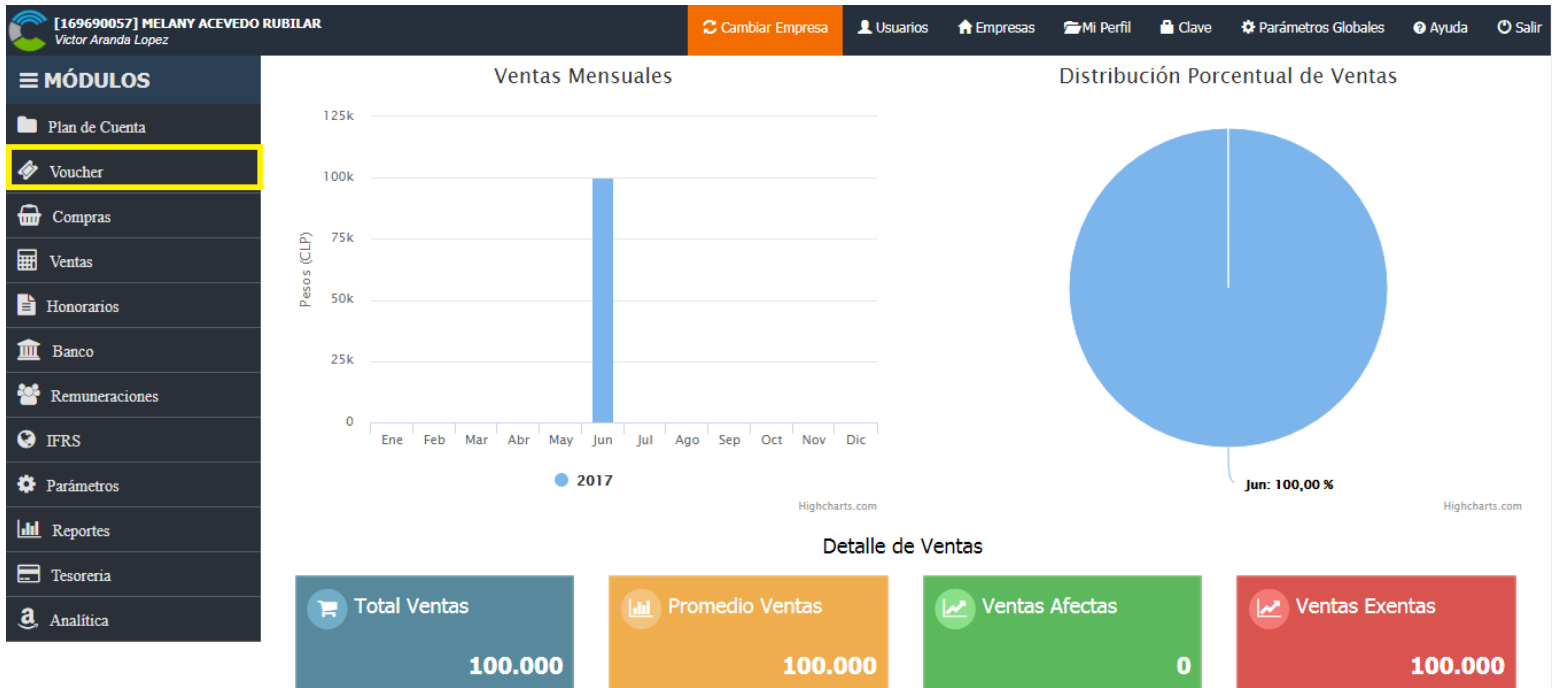 [169690057] MELANY ACEVEDO RUBILAR
Victor Aranda Lopez
Cambiar Empresa
Usuarios
Empresas
Mi Perfil
Clave
Parámetros Globales
Ayuda
Salir
MÓDULOS
Plan de Cuenta
Voucher
Compras
Ventas
Honorarios
Banco
Remuneraciones
IFRS
Parámetros
Reportes
Tesoreria
Analítica
Ventas Mensuales
Pesos (CLP)
125k
100k
75k
50k
25k
0
Ene Feb Mar Abr May Jun Jul Ago Sep Oct Nov Dic
2017
Highcharts.com
Distribución Porcentual de Ventas
Jun: 100,00 %
Highcharts.com
Detalle de Ventas
Total Ventas
100.000
Promedio Ventas
100.000
Ventas Afectas
0
Ventas Exentas
100.000